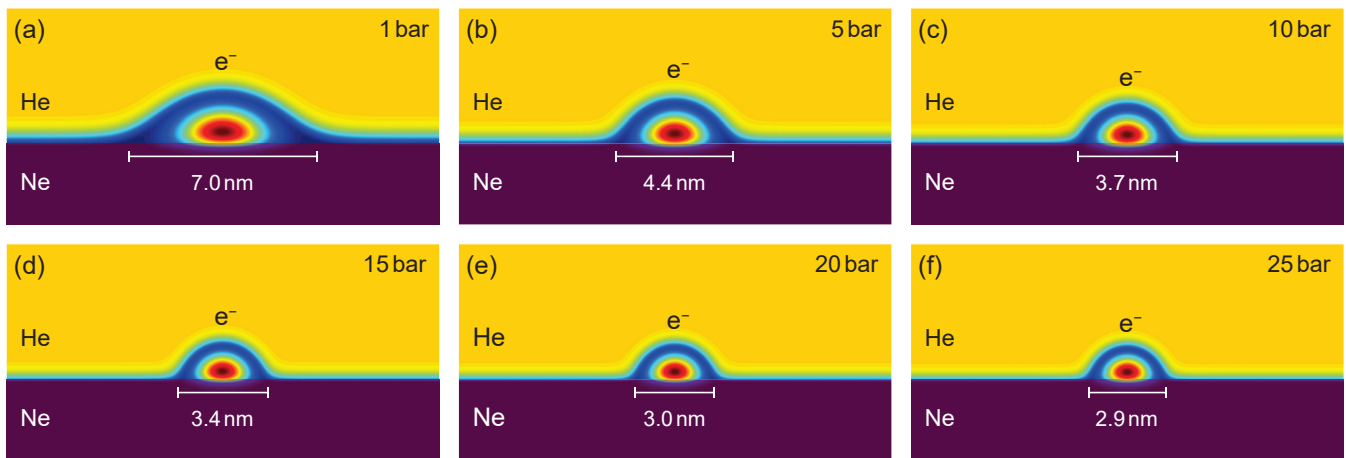 (a) 1 bar
e⁻
He
Ne
7.0 nm
(b) 5 bar
e⁻
He
Ne
4.4 nm
(c) 10 bar
e⁻
He
Ne
3.7 nm
(d) 15 bar
e⁻
He
Ne
3.4 nm
(e) 20 bar
e⁻
He
Ne
3.0 nm
(f) 25 bar
e⁻
He
Ne
2.9 nm